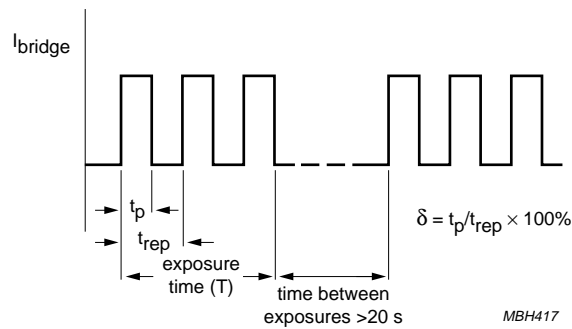 I_bridge
t_p
t_rep
exposure
time (T)
time between
exposures >20 s
δ = t_p/t_rep × 100%
MBH417